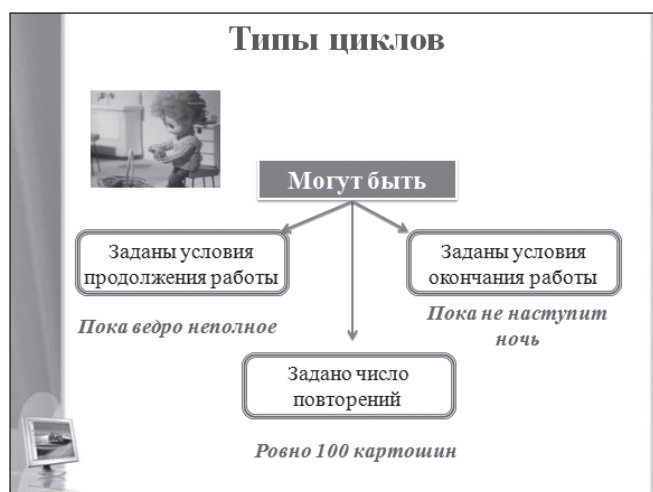 Типы циклов
Могут быть
Заданы условия
продолжения работы
Пока ведро неполное
Заданы условия
окончания работы
Пока не наступит
ночь
Задано число
повторений
Ровно 100 картошин